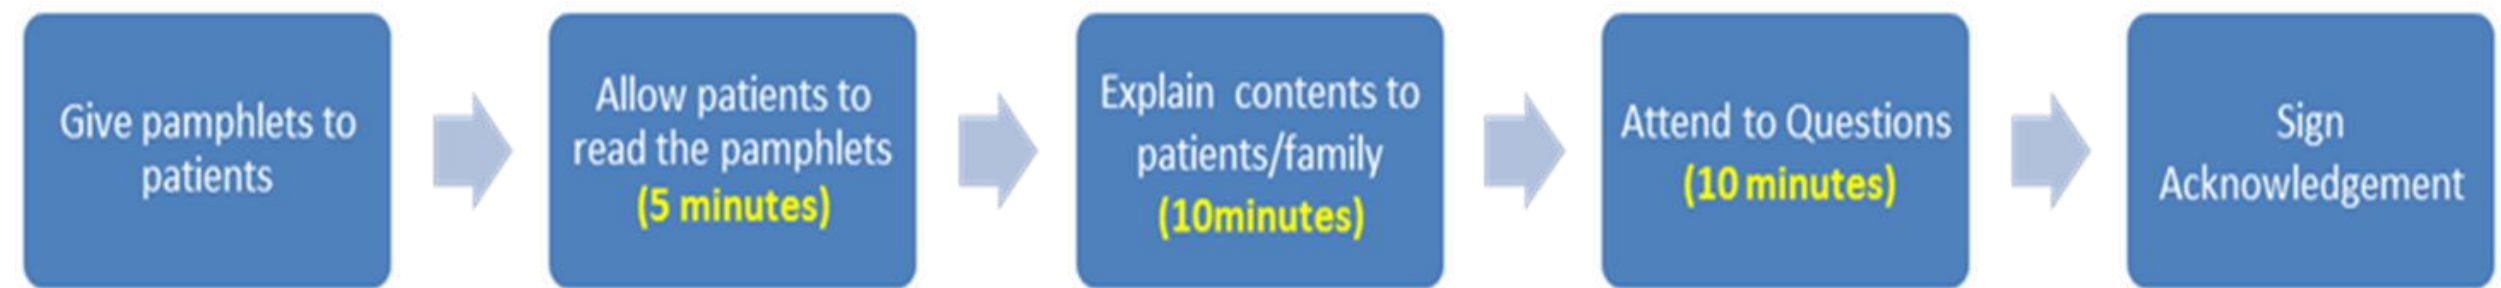 Give pamphlets to
patients
Allow patients to
read the pamphlets
(5 minutes)
Explain contents to
patients/family
(10minutes)
Attend to Questions
(10 minutes)
Sign
Acknowledgement